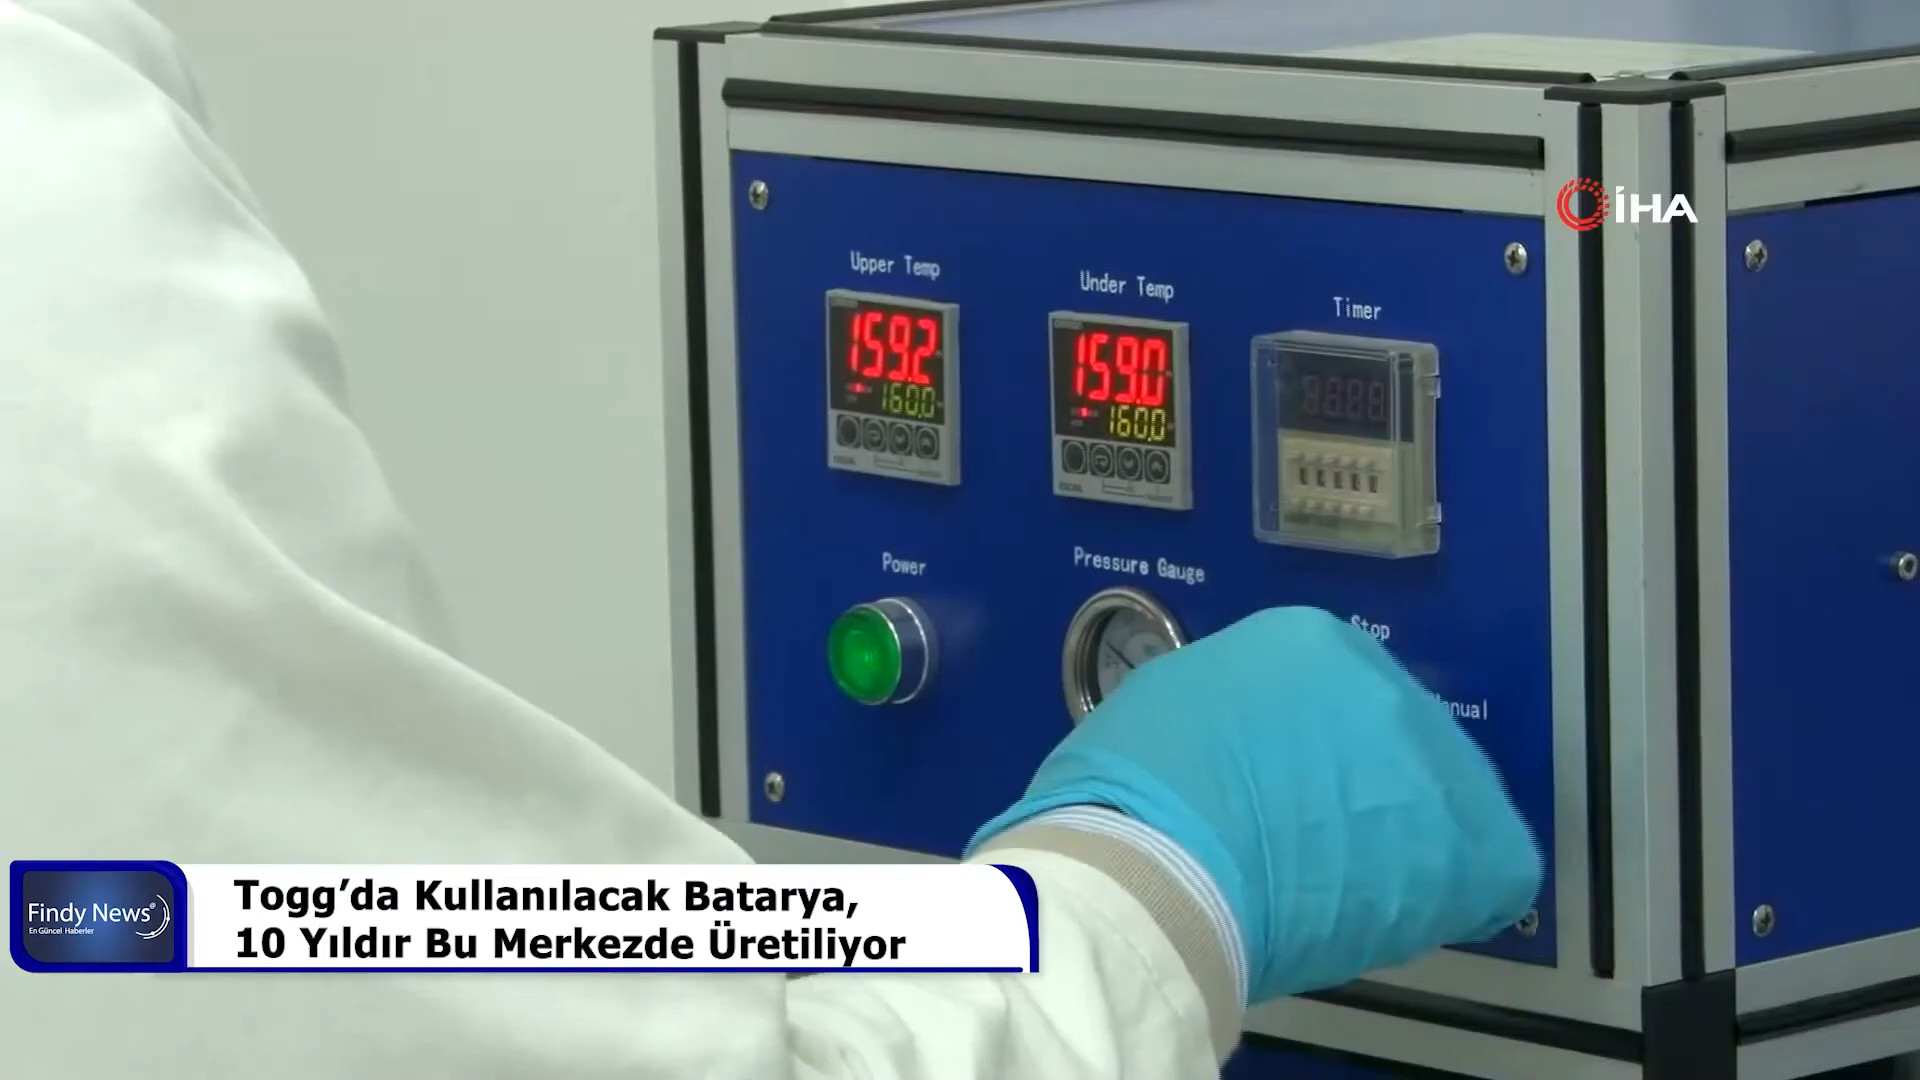 İHA
Upper Temp
Under Temp
Timer
159.2
160.0
159.0
160.0
Power
Pressure Gauge
Stop
anual
Findy News
En Güncel Haberler
Togg’da Kullanılacak Batarya,
10 Yıldır Bu Merkezde Üretiliyor